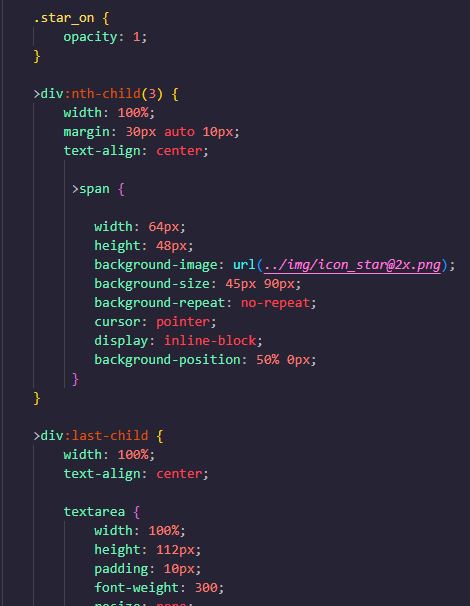 .star_on {
opacity: 1;
}
>div:nth-child(3) {
width: 100%;
margin: 30px auto 10px;
text-align: center;
>span {
width: 64px;
height: 48px;
background-image: url(../img/icon_star@2x.png);
background-size: 45px 90px;
background-repeat: no-repeat;
cursor: pointer;
display: inline-block;
background-position: 50% 0px;
}
}
>div:last-child {
width: 100%;
text-align: center;
textarea {
width: 100%;
height: 112px;
padding: 10px;
font-weight: 300;